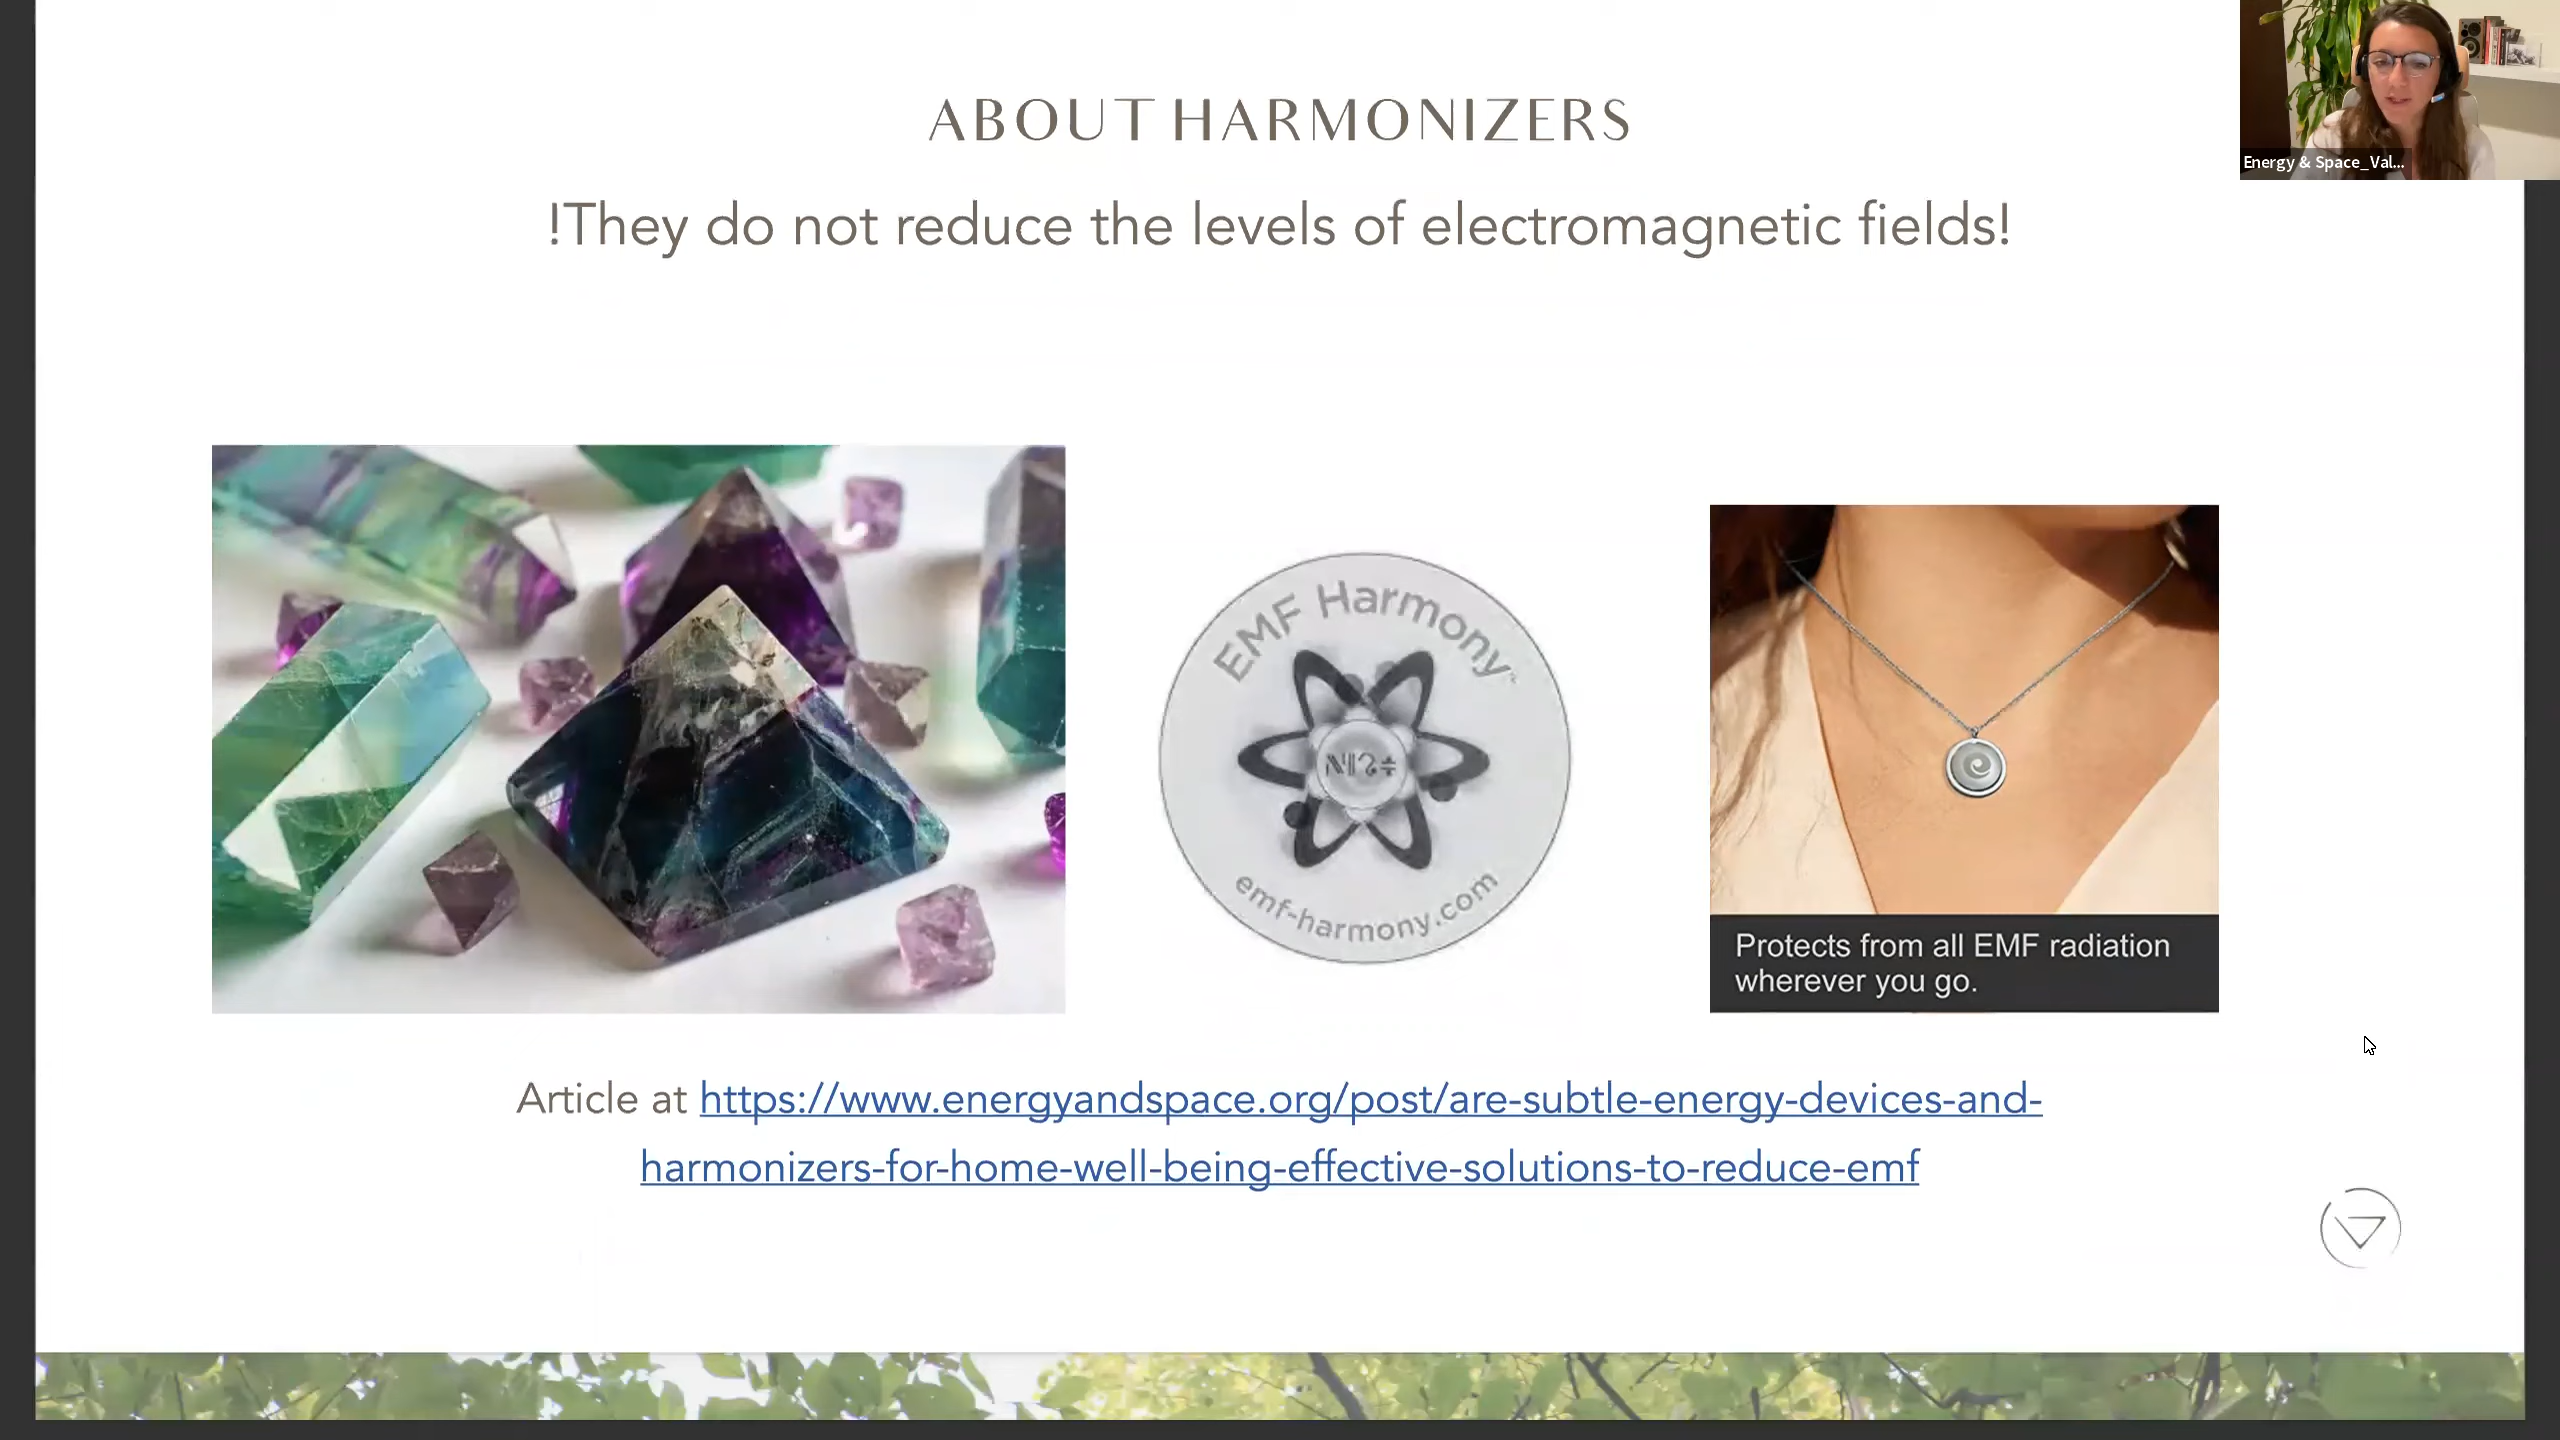 ABOUT HARMONIZERS
!They do not reduce the levels of electromagnetic fields!
Energy & Space_Val...
EMF Harmony
emf-harmony.com
Protects from all EMF radiation
wherever you go.
Article at https://www.energyandspace.org/post/are-subtle-energy-devices-and-
harmonizers-for-home-well-being-effective-solutions-to-reduce-emf